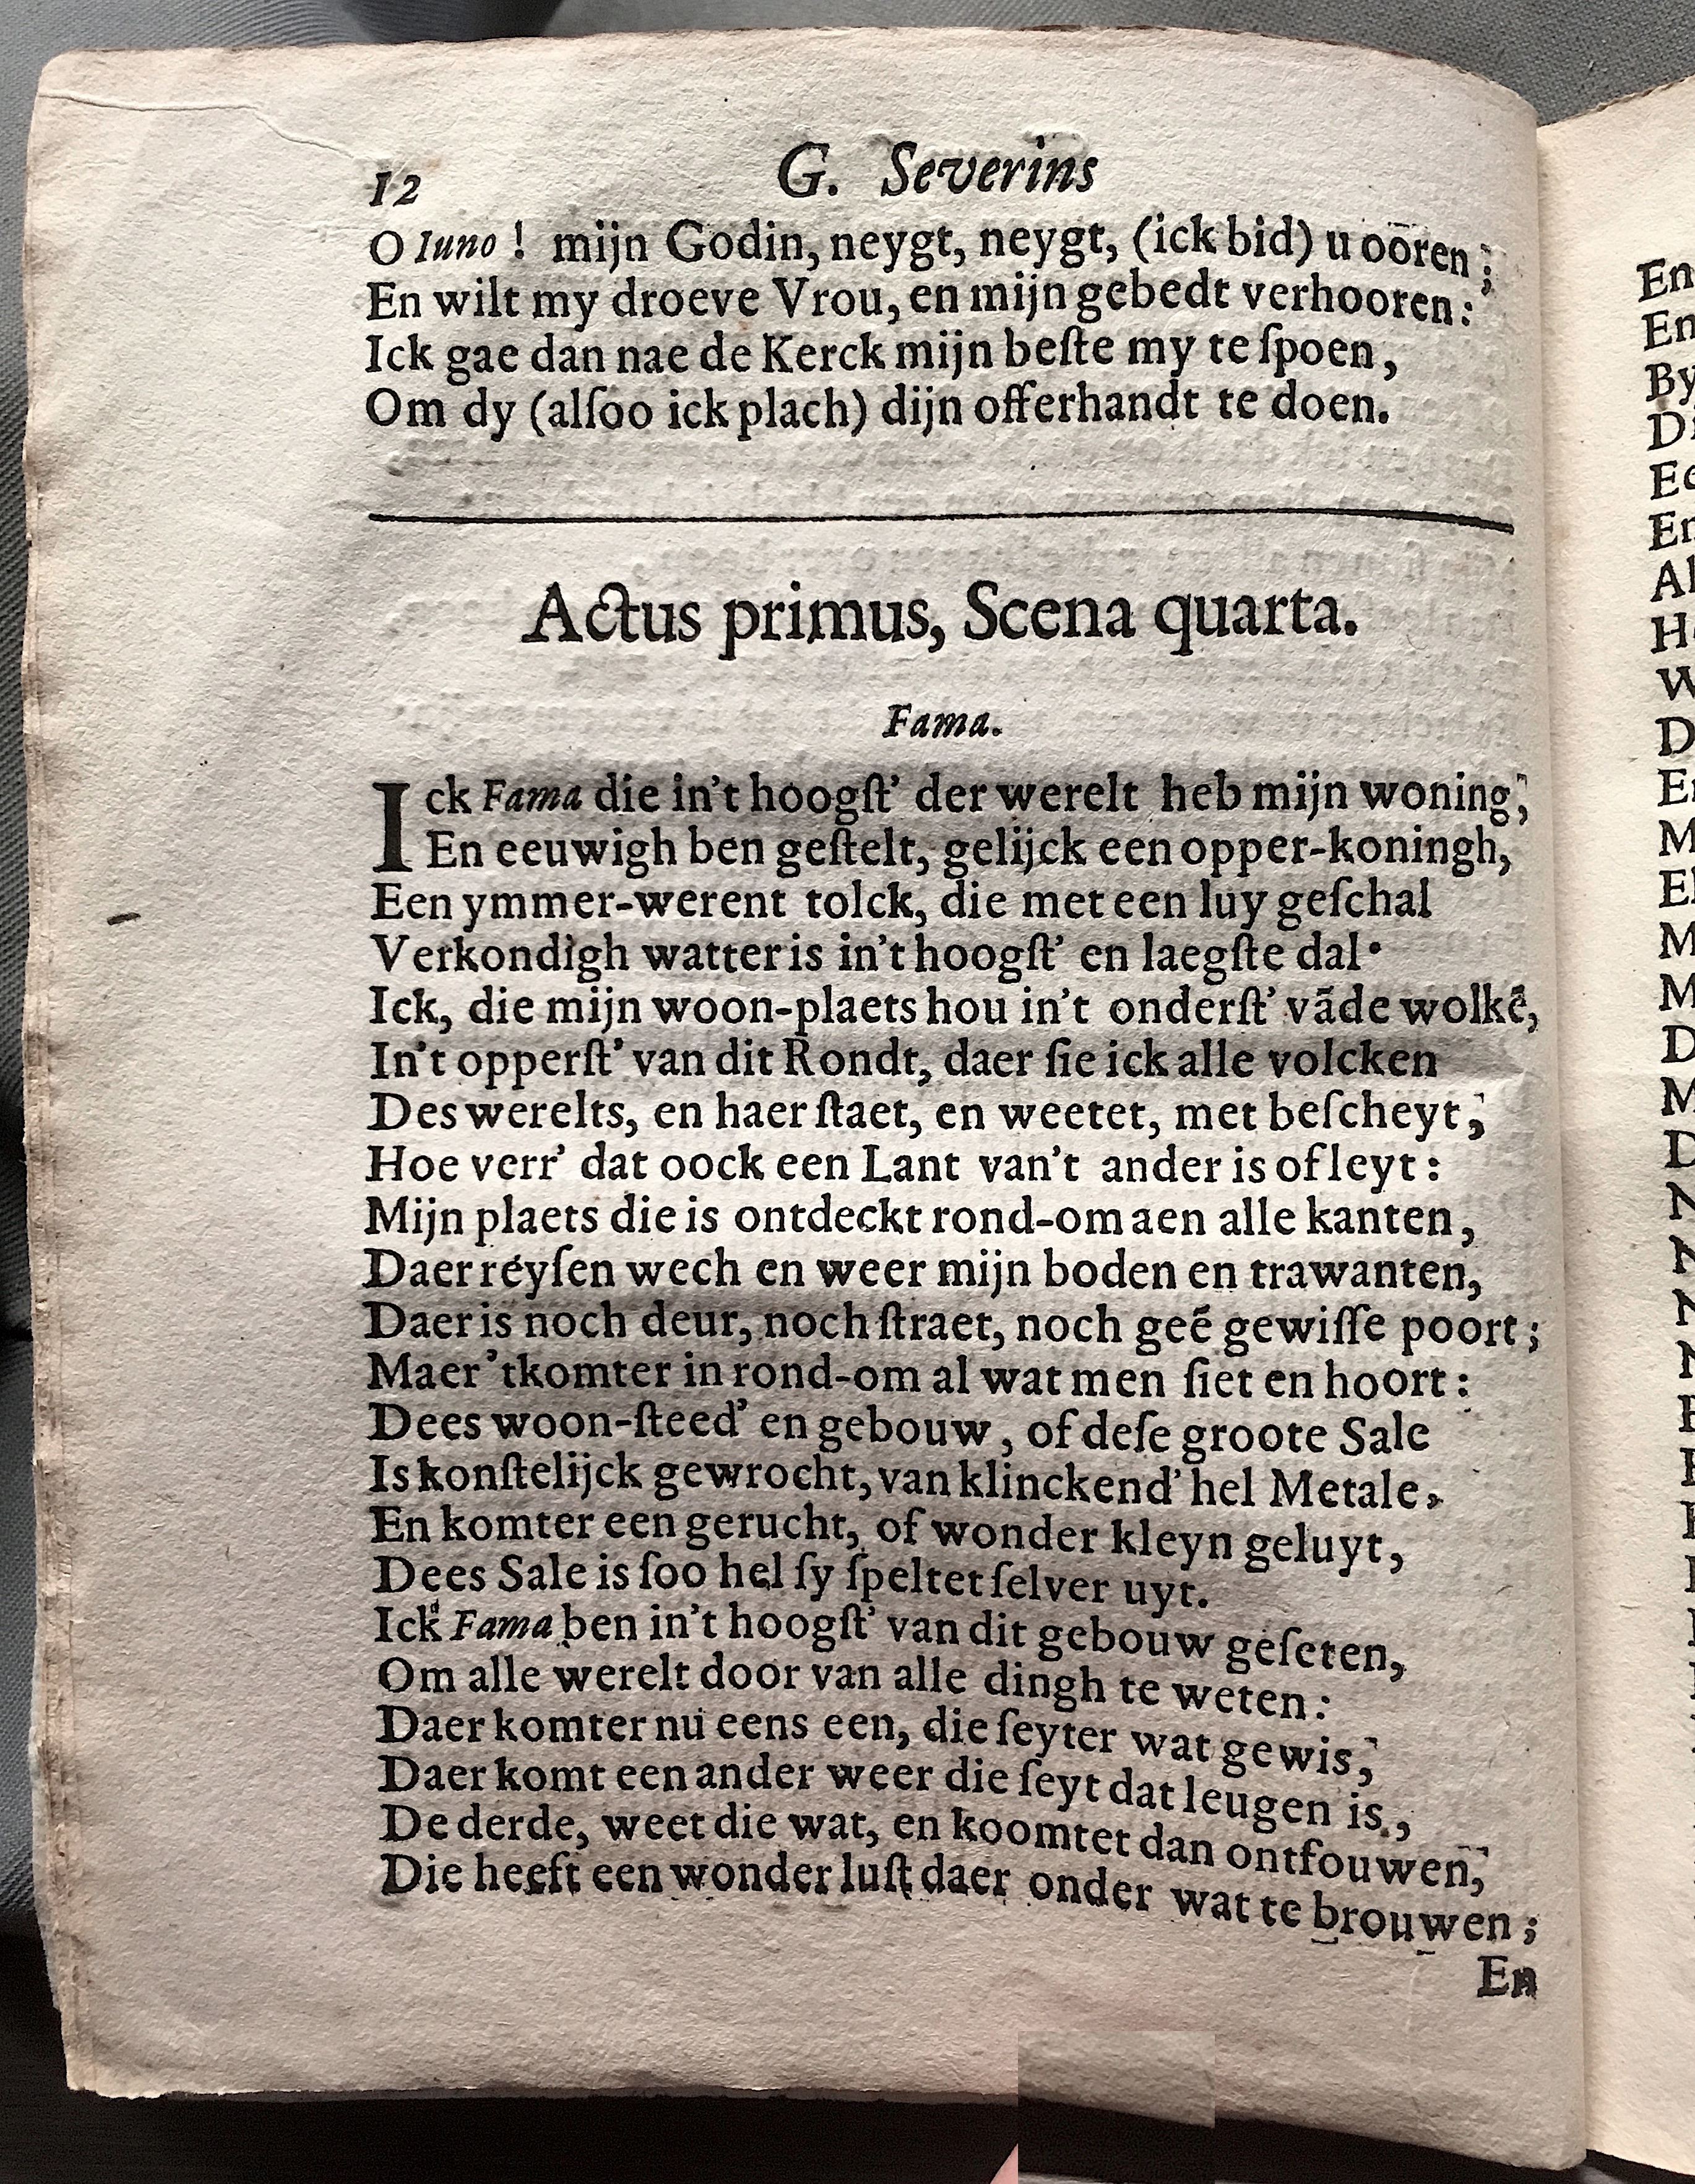 12 G. Severins
O Iuno ! mijn Godin, neygt, neygt, (ick bid) u ooren;
En wilt my droeve Vrou, en mijn gebedt verhooren:
Ick gae dan nae de Kerck mijn beſte my te ſpoen,
Om dy (alſoo ick plach) dijn offerhandt te doen.
Actus primus, Scena quarta.
Fama.
Ick Fama die in't hoogſt' der werelt heb mijn woning,
En eeuwigh ben geſtelt, gelijck een opper-koningh,
Een ymmer-werent tolck, die met een luy geſchal
Verkondigh watter is in't hoogſt' en laegſte dal.
Ick, die mijn woon-plaets hou in't onderſt' vãde wolkẽ,
In't opperſt' van dit Rondt, daer ſie ick alle volcken
Des werelts, en haer ſtaet, en weetet, met beſcheyt;
Hoe verr' dat oock een Lant van't ander is of leyt:
Mijn plaets die is ontdeckt rond-om aen alle kanten,
Daer reyſen wech en weer mijn boden en trawanten,
Daer is noch deur, noch ſtraet, noch geẽ gewiſſe poort;
Maer 'tkomter in rond-om al wat men ſiet en hoort:
Dees woon-ſteed' en gebouw, of deſe groote Sale
Is konſtelijck gewrocht, van klinckend' hel Metale,
En komter een gerucht, of wonder kleyn geluyt,
Dees Sale is ſoo hel ſy ſpeltet ſelver uyt.
Ick Fama ben in't hoogſt' van dit gebouw geſeten,
Om alle werelt door van alle dingh te weten:
Daer komter nu eens een, die ſeyter wat gewis,
Daer komt een ander weer die ſeyt dat leugen is,
De derde, weet die wat, en koomtet dan ontfouwen,
Die heeft een wonder luſt daer onder wat te brouwen;
En